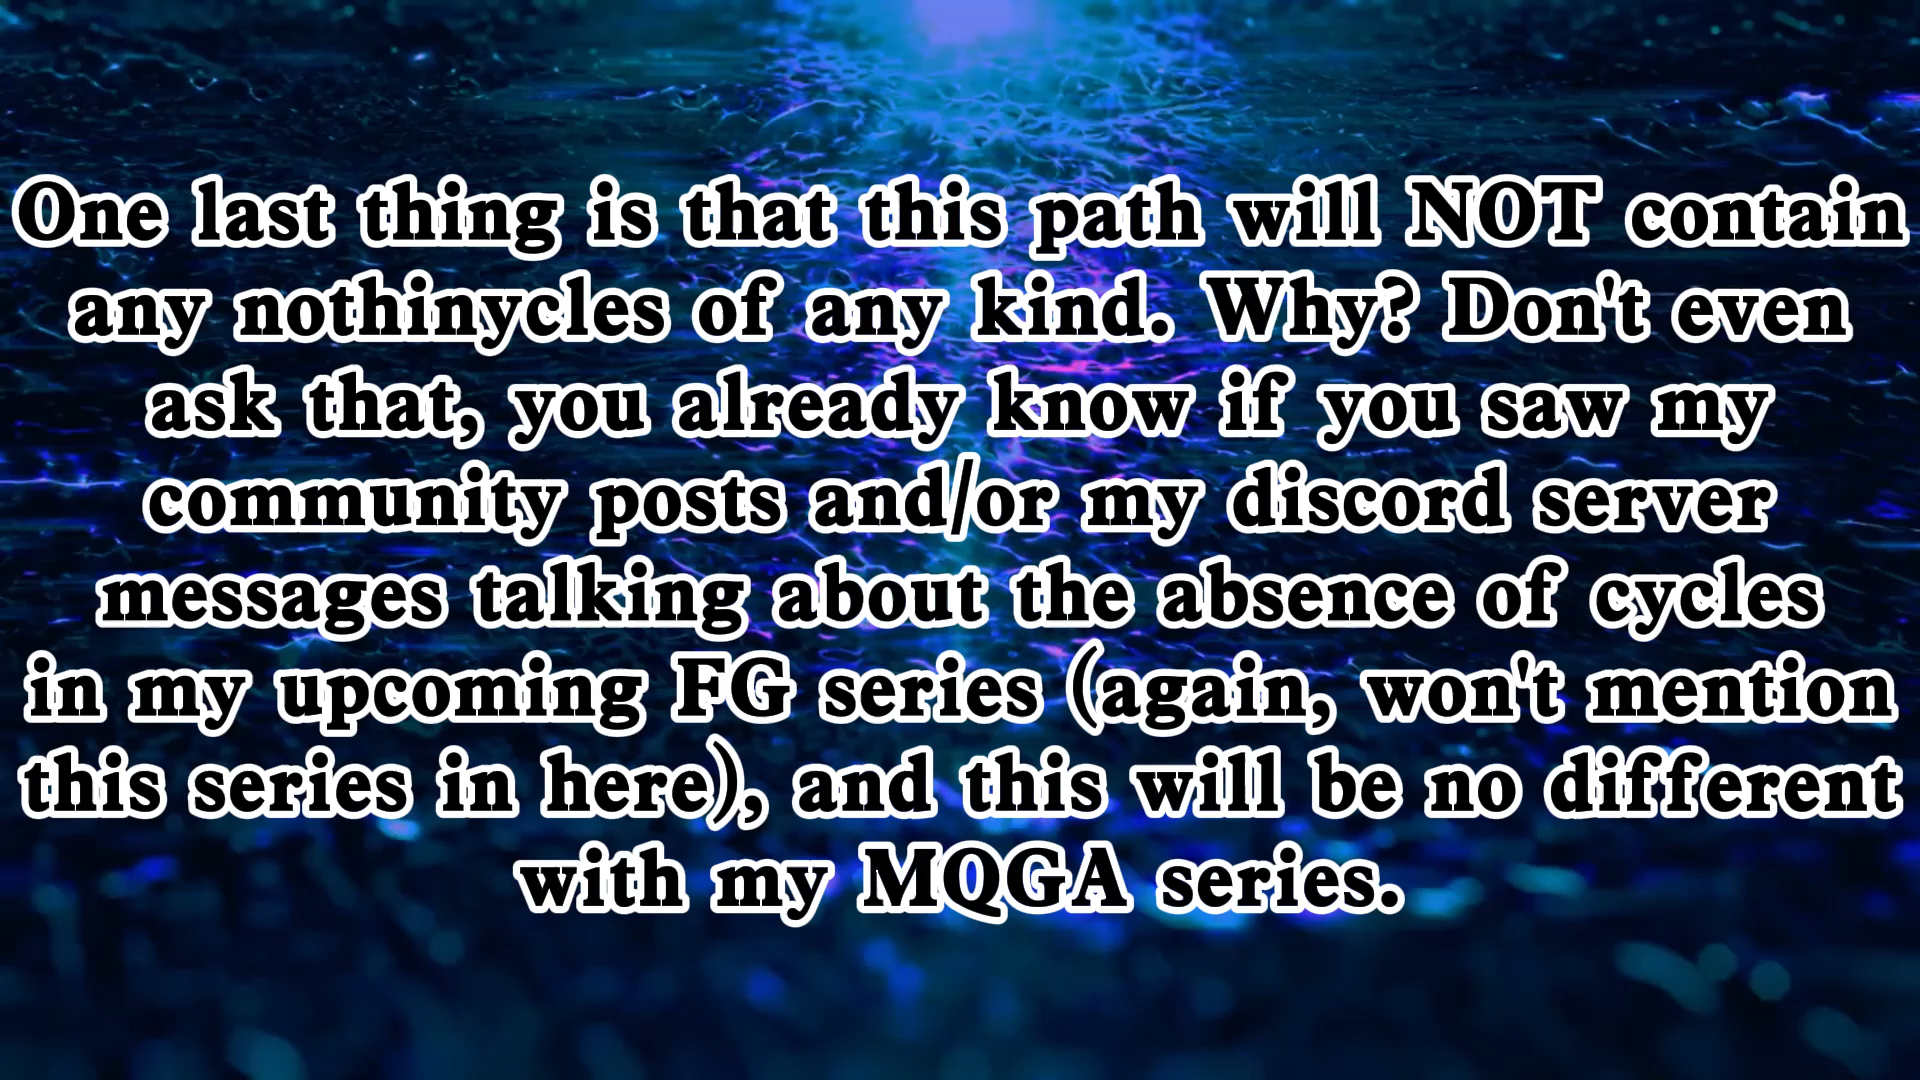 One last thing is that this path will NOT contain
any nothinycles of any kind. Why? Don't even
ask that, you already know if you saw my
community posts and/or my discord server
messages talking about the absence of cycles
in my upcoming FG series (again, won't mention
this series in here), and this will be no different
with my MQGA series.